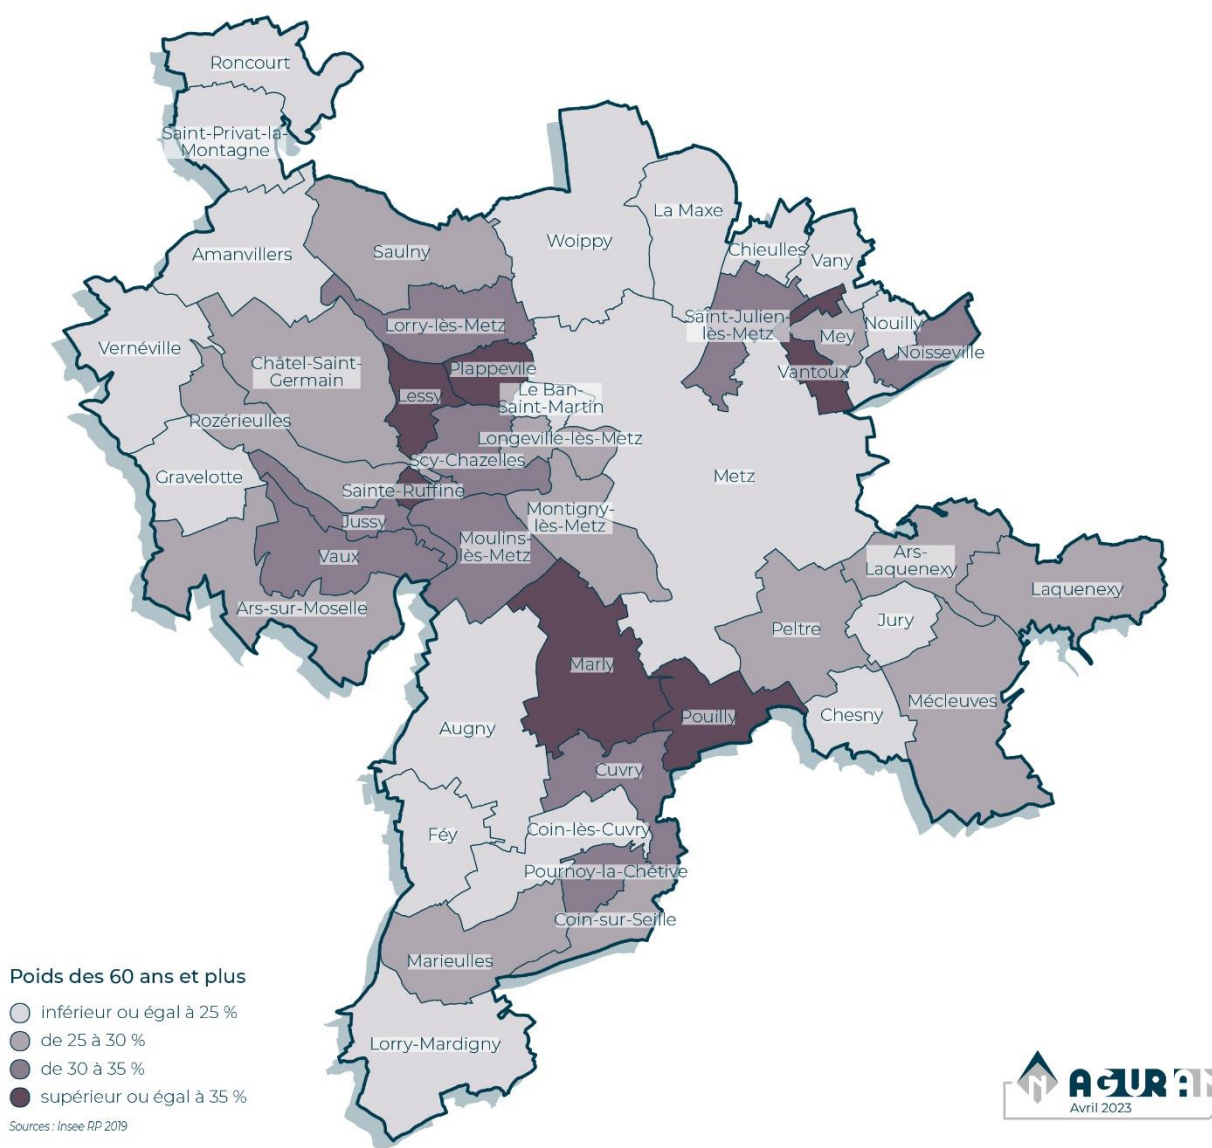 Roncourt
Saint-Privat-la-
Montagne
La Maxe
Woippy
Chieulles
Saulny
Amanvillers
Vany
Saint-Julien-
lès-Metz
Nouilly
Lorry-lès-Metz
Mey
Vernéville
Noisseville
Châtel-Saint-
Germain
Plappeville
Vantoux
Lessy
Le Ban-
Saint-Martin
Rozérieulles
Longeville-lès-Metz
Scy-Chazelles
Gravelotte
Metz
Sainte-Ruffine
Montigny-
lès-Metz
Jussy
Moulins-
lès-Metz
Vaux
Ars-
Laquenexy
Laquenexy
Ars-sur-Moselle
Jury
Peltre
Marly
Mécleuves
Pouilly
Chesny
Augny
Cuvry
Coin-lès-Cuvry
Féy
Pournoy-la-Chétive
Coin-sur-Seille
Marieulles
Lorry-Mardigny
Poids des 60 ans et plus
inférieur ou égal à 25 %
de 25 à 30 %
de 30 à 35 %
supérieur ou égal à 35 %
Sources : Insee RP 2019
N
AGURAM
Avril 2023